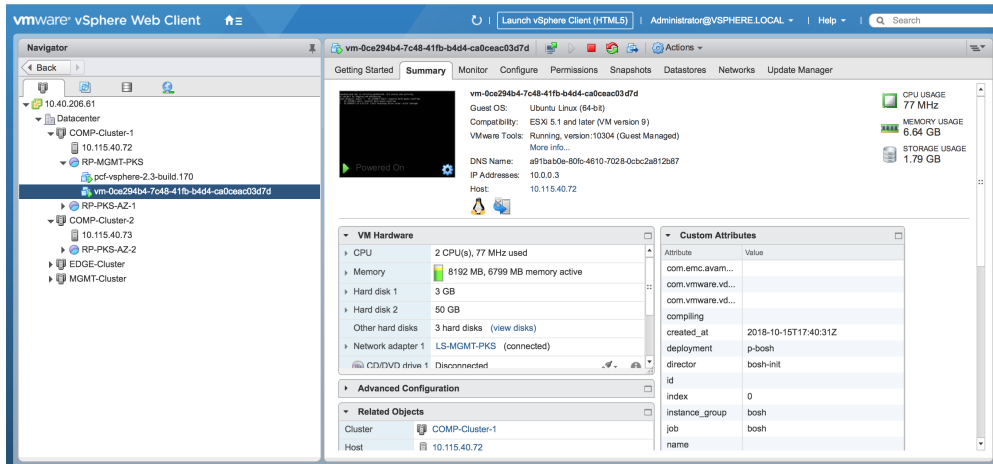 vmware® vSphere Web Client
Launch vSphere Client (HTML5) | Administrator@VSPHERE.LOCAL | Help | Search
Navigator
Back
10.40.206.61
Datacenter
COMP-Cluster-1
10.115.40.72
RP-MGMT-PKS
pcf-vsphere-2.3-build.170
vm-0ce294b4-7c48-41fb-b4d4-ca0ceac03d7d
RP-PKS-AZ-1
COMP-Cluster-2
10.115.40.73
RP-PKS-AZ-2
EDGE-Cluster
MGMT-Cluster
vm-0ce294b4-7c48-41fb-b4d4-ca0ceac03d7d Actions
Getting Started Summary Monitor Configure Permissions Snapshots Datastores Networks Update Manager
Powered On
vm-0ce294b4-7c48-41fb-b4d4-ca0ceac03d7d
Guest OS: Ubuntu Linux (64-bit)
Compatibility: ESXi 5.1 and later (VM version 9)
VMware Tools: Running, version:10304 (Guest Managed)
More info...
DNS Name: a91bab0e-80fc-4610-7028-0cbc2a812b87
IP Addresses: 10.0.0.3
Host: 10.115.40.72
CPU USAGE
77 MHz
MEMORY USAGE
6.64 GB
STORAGE USAGE
1.79 GB
VM Hardware
CPU 2 CPU(s), 77 MHz used
Memory 8192 MB, 6799 MB memory active
Hard disk 1 3 GB
Hard disk 2 50 GB
Other hard disks 3 hard disks (view disks)
Network adapter 1 LS-MGMT-PKS (connected)
CD/DVD drive 1 Disconnected
Advanced Configuration
Related Objects
Cluster COMP-Cluster-1
Host 10.115.40.72
Custom Attributes
Attribute Value
com.emc.avam...
com.vmware.vd...
com.vmware.vd...
compiling
created_at 2018-10-15T17:40:31Z
deployment p-bosh
director bosh-init
id
index 0
instance_group bosh
job bosh
name